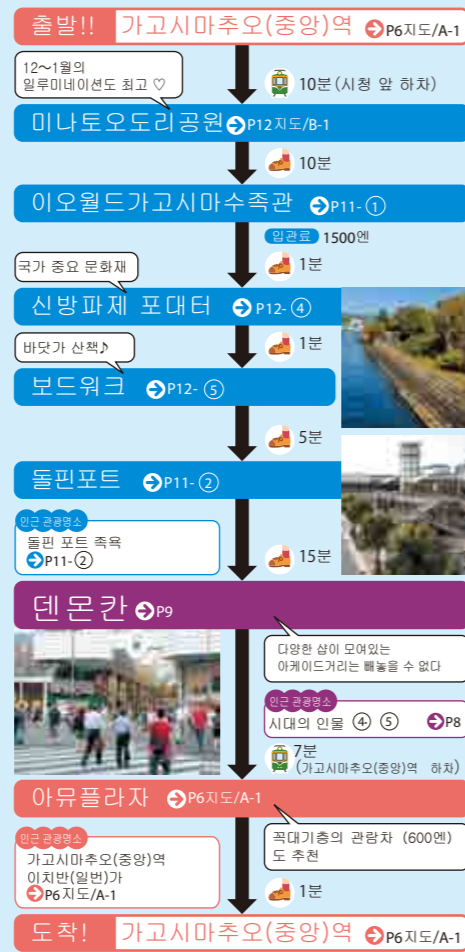 출발!! 가고시마추오(중앙)역 P6지도/A-1
12~1월의
일루미네이션도 최고 ♡
10분(시청 앞 하차)
미나토오도리공원 P12지도/B-1
10분
이오월드가고시마수족관 P11-①
입관료 1500엔
1분
국가 중요 문화재
신방파제 포대터 P12-④
1분
바닷가 산책♪
보드워크 P12-⑤
5분
돌핀포트 P11-②
인근 관광명소
돌핀 포트 족욕
P11-②
15분
덴몬칸 P9
다양한 샵이 모여있는
아케이드거리는 빼놓을 수 없다
인근 관광명소
시대의 인물 ④ ⑤ P8
7분
(가고시마추오(중앙)역 하차)
아뮤플라자 P6지도/A-1
꼭대기층의 관람차 (600엔)
도 추천
인근 관광명소
가고시마추오(중앙)역
이치반(일번)가
P6지도/A-1
1분
도착! 가고시마추오(중앙)역 P6지도/A-1